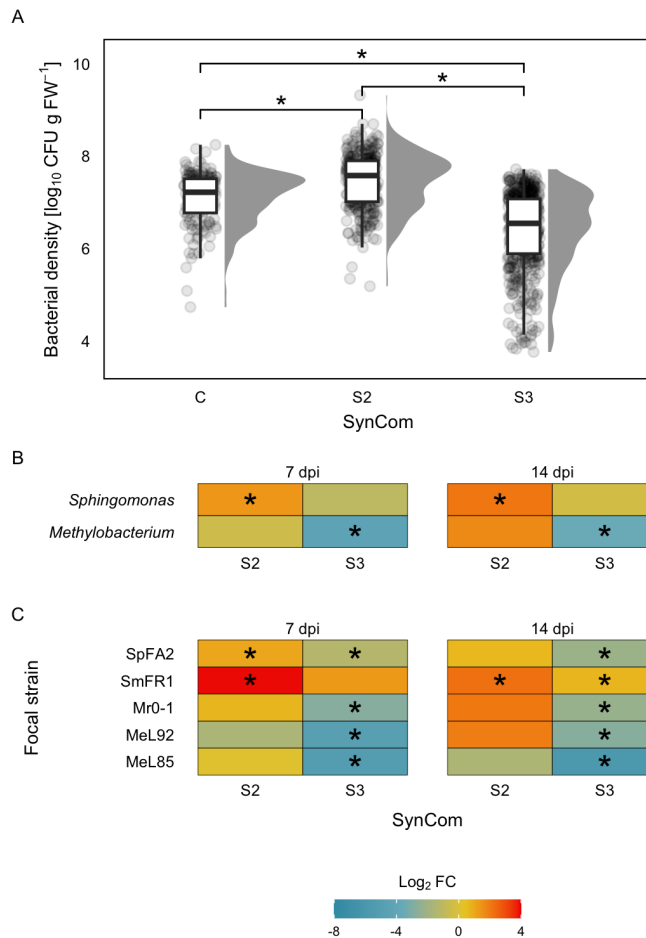 A
Bacterial density [log₁₀ CFU g FW⁻¹]
10
8
6
4
*
*
*
C S2 S3
SynCom
B
7 dpi 14 dpi
Sphingomonas * *
Methylobacterium * *
S2 S3 S2 S3
C
7 dpi 14 dpi
Focal strain
SpFA2 * * *
SmFR1 * * *
Mr0-1 * *
MeL92 * *
MeL85 * *
S2 S3 S2 S3
SynCom
Log₂ FC
-8 -4 0 4